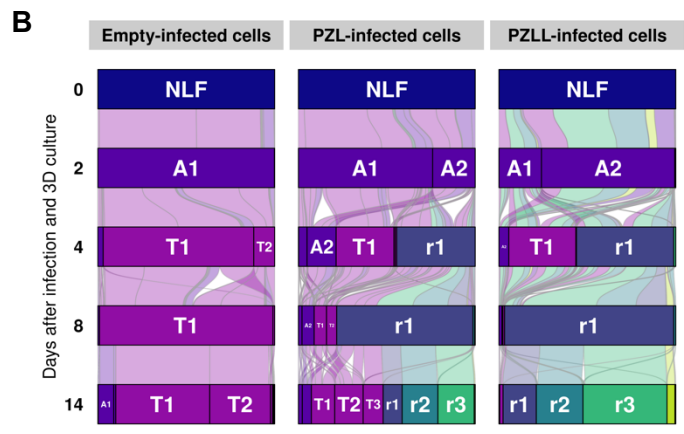 B
Empty-infected cells PZL-infected cells PZLL-infected cells
Days after infection and 3D culture
0 NLF NLF NLF
2 A1 A1 A2 A1 A2
4 T1 T2 A2 T1 r1 A2 T1 r1
8 T1 A2 T1 T2 r1 r1
14 A1 T1 T2 T1 T2 T3 r1 r2 r3 r1 r2 r3